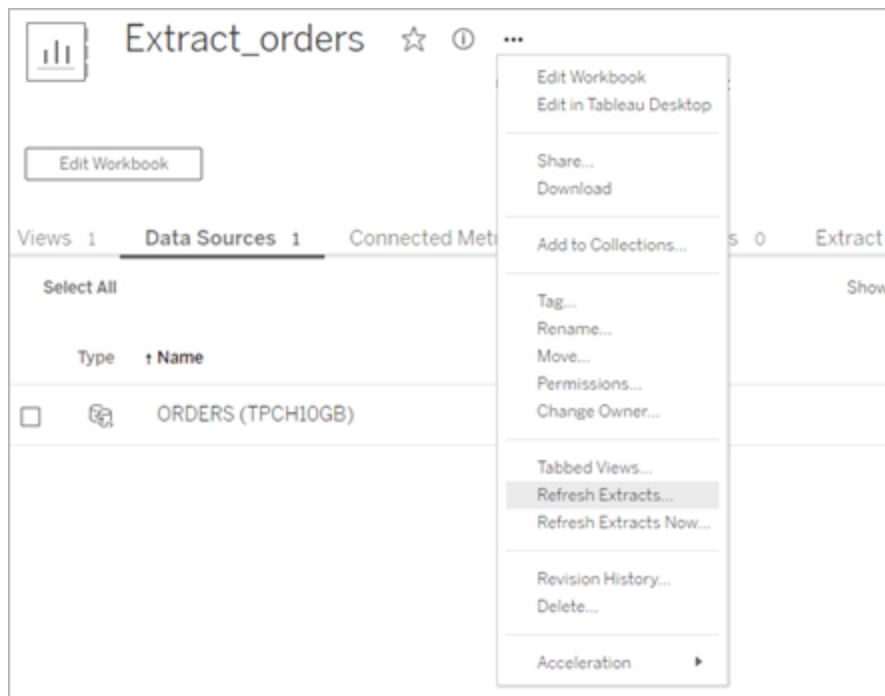 Extract_orders
Edit Workbook
Edit in Tableau Desktop
Share...
Download
Add to Collections...
Tag...
Rename...
Move...
Permissions...
Change Owner...
Tabbed Views...
Refresh Extracts...
Refresh Extracts Now...
Revision History...
Delete...
Acceleration
Edit Workbook
Views 1 Data Sources 1 Connected Met s 0 Extract
Select All Show
Type ↑ Name
ORDERS (TPCH10GB)